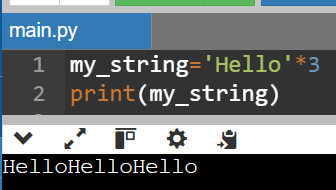 main.py
1 my_string='Hello'*3
2 print(my_string)
HelloHelloHello